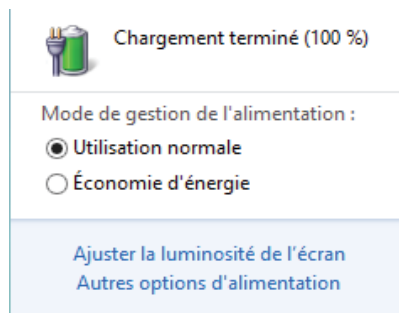 Chargement terminé (100 %)
Mode de gestion de l'alimentation :
Utilisation normale
Économie d'énergie
Ajuster la luminosité de l'écran
Autres options d'alimentation